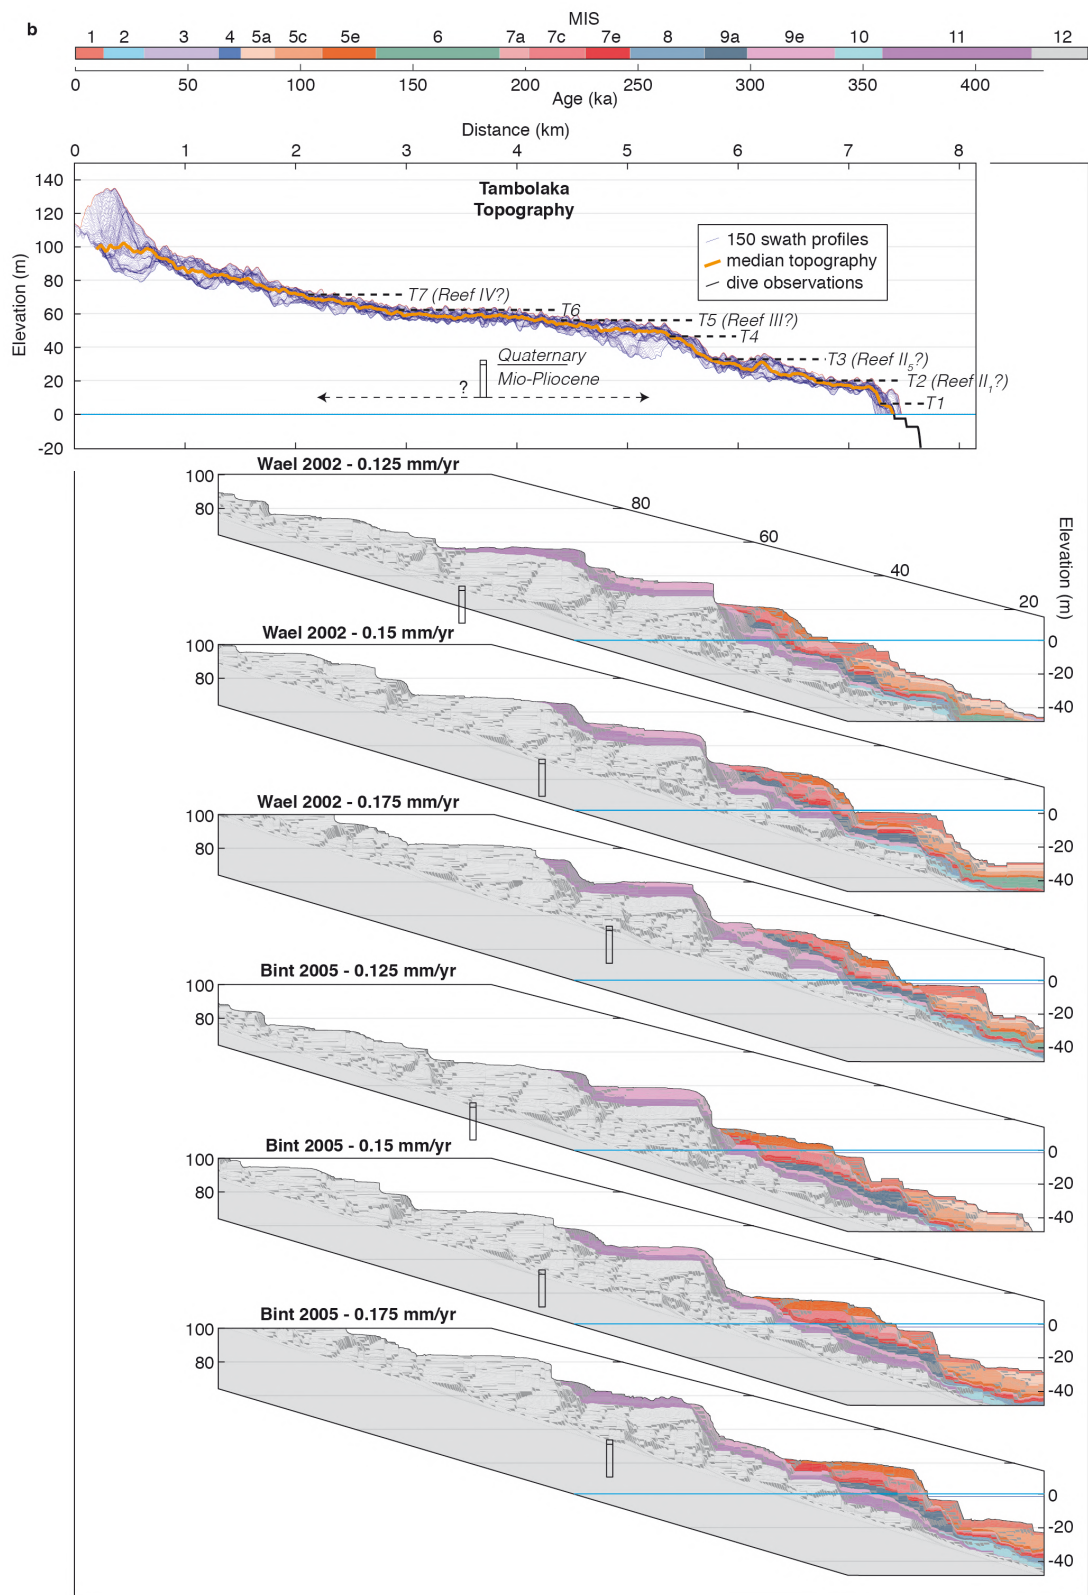 b
MIS
1 2 3 4 5a 5c 5e 6 7a 7c 7e 8 9a 9e 10 11 12
0 50 100 150 200 250 300 350 400
Age (ka)
Distance (km)
0 1 2 3 4 5 6 7 8
Tambolaka
Topography
Elevation (m)
140
120
100
80
60
40
20
0
-20
150 swath profiles
median topography
dive observations
T7 (Reef IV?)
T6
T5 (Reef III?)
T4
T3 (Reef II5?)
T2 (Reef II1?)
T1
Quaternary
Mio-Pliocene
?
Wael 2002 - 0.125 mm/yr
100
80
80
60
40
20
Elevation (m)
0
-20
-40
Wael 2002 - 0.15 mm/yr
100
80
0
-20
-40
Wael 2002 - 0.175 mm/yr
100
80
0
-20
-40
Bint 2005 - 0.125 mm/yr
100
80
0
-20
-40
Bint 2005 - 0.15 mm/yr
100
80
0
-20
-40
Bint 2005 - 0.175 mm/yr
100
80
0
-20
-40